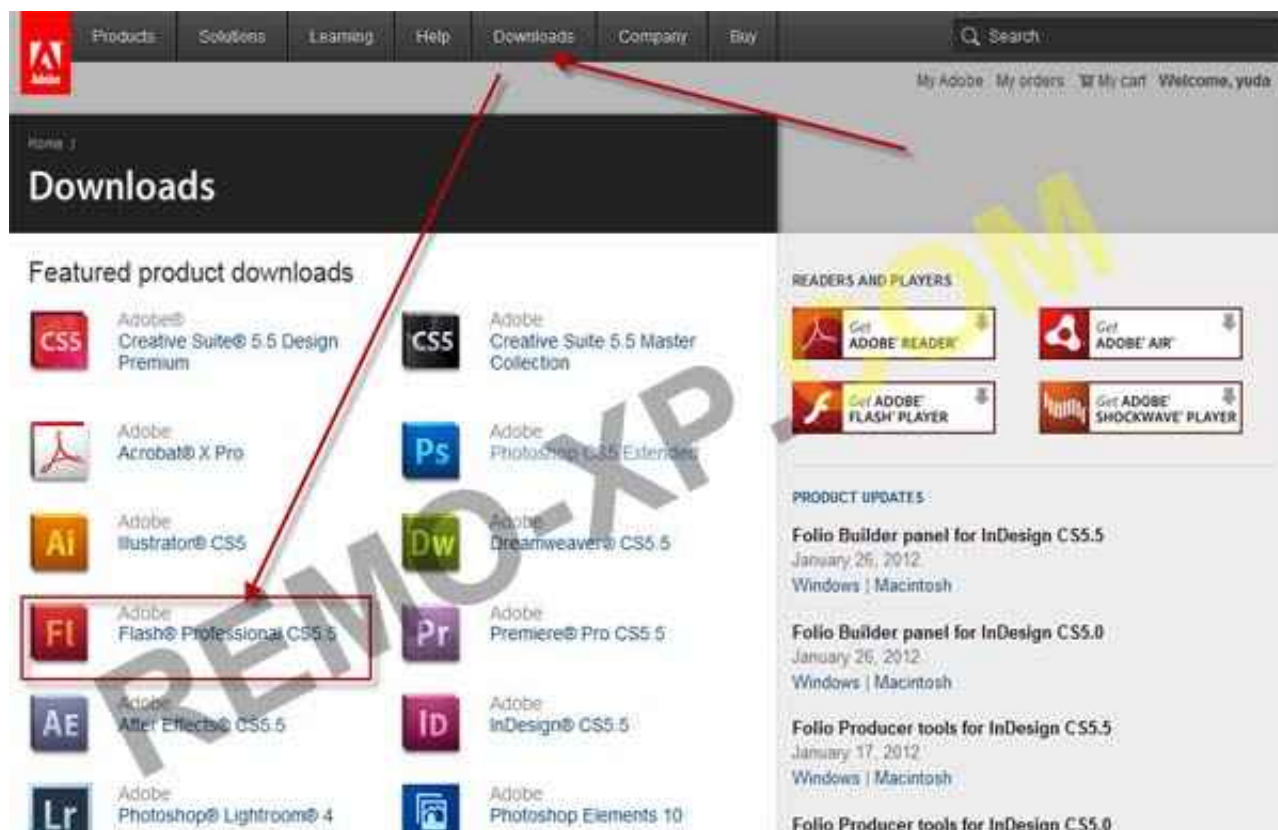 Products Solutions Learning Help Downloads Company Buy Search
Adobe
My Adobe My orders My cart Welcome, yuda
Home /
Downloads
Featured product downloads
CS5
Adobe®
Creative Suite® 5.5 Design
Premium
CS5
Adobe
Creative Suite 5.5 Master
Collection
Adobe
Acrobat® X Pro
Ps
Adobe
Photoshop CS5 Extended
Ai
Adobe
Illustrator® CS5
Dw
Adobe
Dreamweaver® CS5.5
Fl
Adobe
Flash® Professional CS5.5
Pr
Adobe
Premiere® Pro CS5.5
AE
Adobe
After Effects® CS5.5
ID
Adobe
InDesign® CS5.5
Lr
Adobe
Photoshop® Lightroom® 4
Adobe
Photoshop Elements 10
READERS AND PLAYERS
Get
ADOBE® READER®
Get
ADOBE® AIR®
Get ADOBE®
FLASH® PLAYER
Get ADOBE®
SHOCKWAVE® PLAYER
PRODUCT UPDATES
Folio Builder panel for InDesign CS5.5
January 26, 2012
Windows | Macintosh
Folio Builder panel for InDesign CS5.0
January 26, 2012
Windows | Macintosh
Folio Producer tools for InDesign CS5.5
January 17, 2012
Windows | Macintosh
Folio Producer tools for InDesign CS5.0
REMO-XP.COM